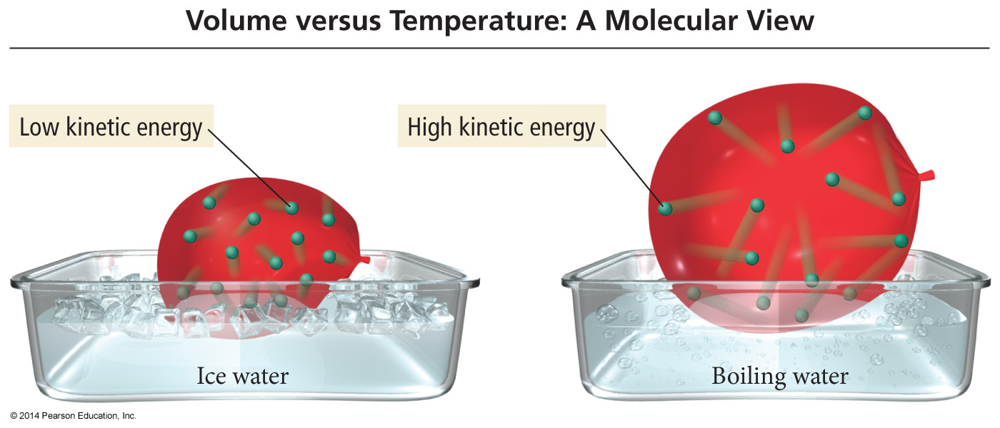 Volume versus Temperature: A Molecular View
Low kinetic energy
High kinetic energy
Ice water
Boiling water
© 2014 Pearson Education, Inc.